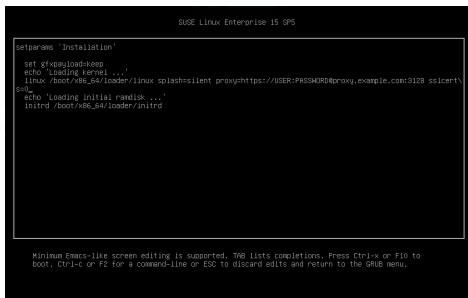 SUSE Linux Enterprise 15 SP5
setparams 'Installation'
set gfxpayload=keep
echo 'Loading kernel ...'
linux /boot/x86_64/loader/linux splash=silent proxy=https://USER:PASSWORD@proxy.example.com:3128 sslcert\
s=0_
echo 'Loading initial ramdisk ...'
initrd /boot/x86_64/loader/initrd
Minimum Emacs-like screen editing is supported. TAB lists completions. Press Ctrl-x or F10 to
boot, Ctrl-c or F2 for a command-line or ESC to discard edits and return to the GRUB menu.